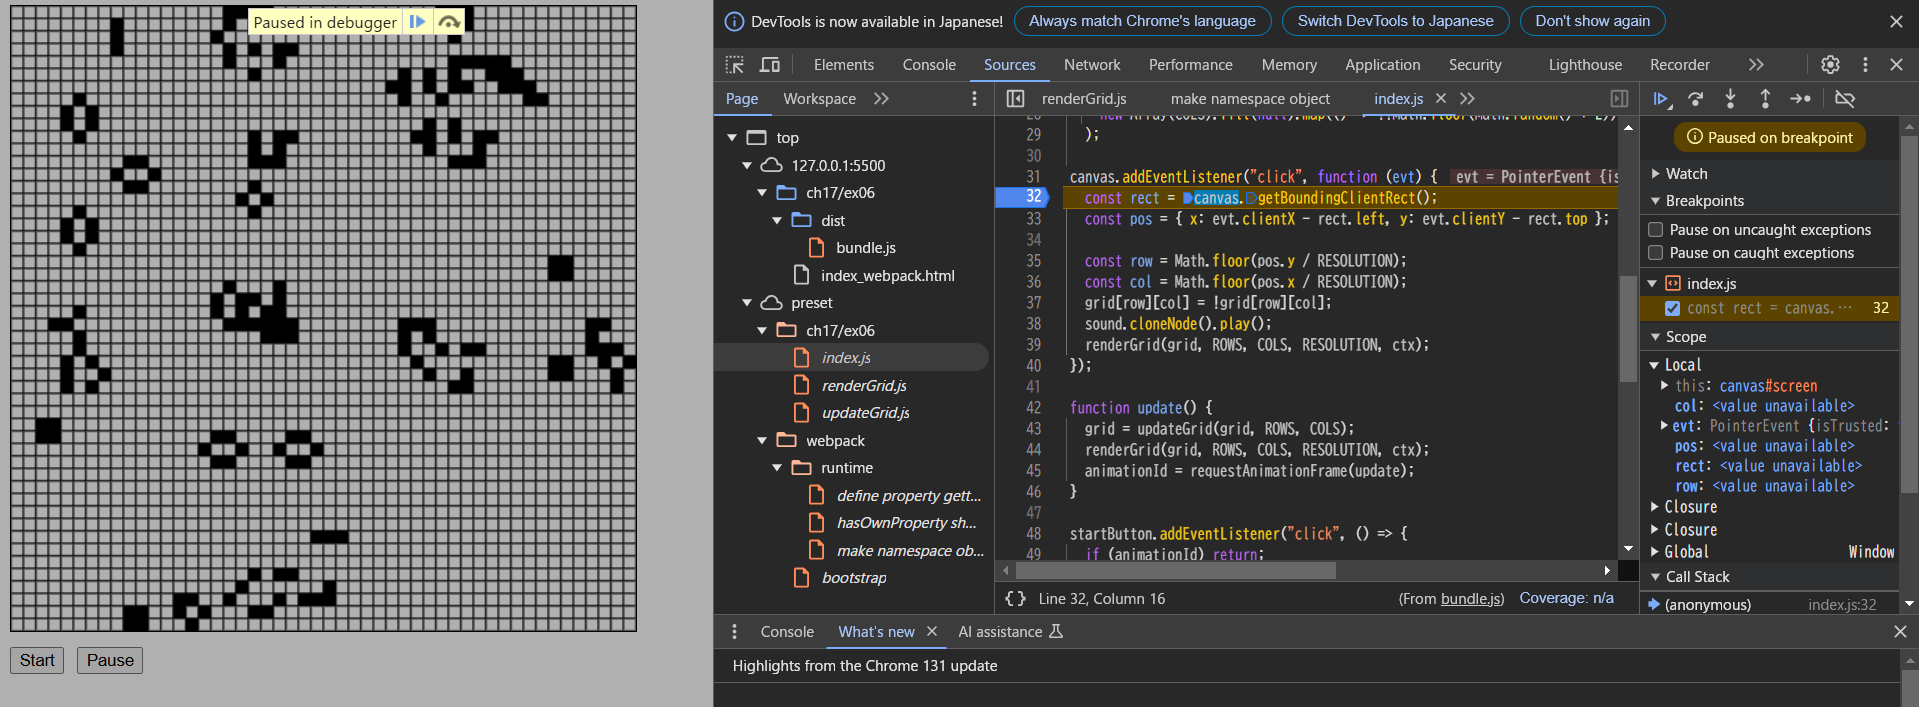 Paused in debugger
Start
Pause
DevTools is now available in Japanese!
Always match Chrome's language
Switch DevTools to Japanese
Don't show again
Elements
Console
Sources
Network
Performance
Memory
Application
Security
Lighthouse
Recorder
Page
Workspace
top
127.0.0.1:5500
ch17/ex06
dist
bundle.js
index_webpack.html
preset
ch17/ex06
index.js
renderGrid.js
updateGrid.js
webpack
runtime
define property gett...
hasOwnProperty sh...
make namespace ob...
bootstrap
renderGrid.js
make namespace object
index.js
29 );
30
31 canvas.addEventListener("click", function (evt) { evt = PointerEvent {is
32 const rect = canvas.getBoundingClientRect();
33 const pos = { x: evt.clientX - rect.left, y: evt.clientY - rect.top };
34
35 const row = Math.floor(pos.y / RESOLUTION);
36 const col = Math.floor(pos.x / RESOLUTION);
37 grid[row][col] = !grid[row][col];
38 sound.cloneNode().play();
39 renderGrid(grid, ROWS, COLS, RESOLUTION, ctx);
40 });
41
42 function update() {
43 grid = updateGrid(grid, ROWS, COLS);
44 renderGrid(grid, ROWS, COLS, RESOLUTION, ctx);
45 animationId = requestAnimationFrame(update);
46 }
47
48 startButton.addEventListener("click", () => {
49 if (animationId) return;
{} Line 32, Column 16
(From bundle.js)
Coverage: n/a
Paused on breakpoint
Watch
Breakpoints
Pause on uncaught exceptions
Pause on caught exceptions
index.js
const rect = canvas. … 32
Scope
Local
this: canvas#screen
col: <value unavailable>
evt: PointerEvent {isTrusted:
pos: <value unavailable>
rect: <value unavailable>
row: <value unavailable>
Closure
Closure
Global Window
Call Stack
(anonymous) index.js:32
Console
What's new
AI assistance
Highlights from the Chrome 131 update